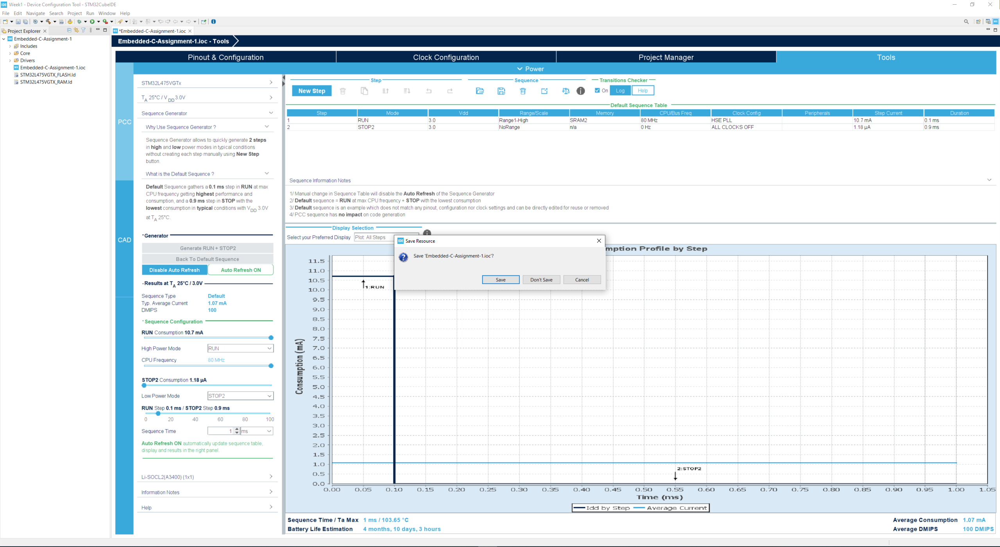 IDE Week1 - Device Configuration Tool - STM32CubeIDE
File Edit Navigate Search Project Run Window Help
Project Explorer
*Embedded-C-Assignment-1.ioc
Embedded-C-Assignment-1
Includes
Core
Drivers
Embedded-C-Assignment-1.ioc
STM32L475VGTX_FLASH.ld
STM32L475VGTX_RAM.ld
Embedded-C-Assignment-1.ioc - Tools
Pinout & Configuration Clock Configuration Project Manager Tools
Power
PCC
CAD
STM32L475VGTx
TA 25°C / VDD 3.0V
Sequence Generator
Why Use Sequence Generator ?
Sequence Generator allows to quickly generate 2 steps
in high and low power modes in typical conditions
without creating each step manually using New Step
button.
What is the Default Sequence ?
Default Sequence gathers a 0.1 ms step in RUN at max
CPU frequency getting highest performance and
consumption, and a 0.9 ms step in STOP with the
lowest consumption in typical conditions with VDD 3.0V
at TA 25°C.
Generator
Generate RUN + STOP2
Back To Default Sequence
Disable Auto Refresh Auto Refresh ON
Results at TA 25°C / 3.0V
Sequence Type Default
Typ. Average Current 1.07 mA
DMIPS 100
Sequence Configuration
RUN Consumption 10.7 mA
High Power Mode RUN
CPU Frequency 80 MHz
STOP2 Consumption 1.18 µA
Low Power Mode STOP2
RUN Step 0.1 ms / STOP2 Step 0.9 ms
0 20 40 60 80 100
Sequence Time 1 ms
Auto Refresh ON automatically update sequence table,
display and results in the right panel.
Li-SOCL2(A3400) (1x1)
Information Notes
Help
Step Sequence Transitions Checker
New Step On Log Help
Default Sequence Table
Step Mode Vdd Range/Scale Memory CPU/Bus Freq Clock Config Peripherals Step Current Duration
1 RUN 3.0 Range1-High SRAM2 80 MHz HSE PLL 10.7 mA 0.1 ms
2 STOP2 3.0 NoRange n/a 0 Hz ALL CLOCKS OFF 1.18 µA 0.9 ms
Sequence Information Notes
1/ Manual change in Sequence Table will disable the Auto Refresh of the Sequence Generator
2/ Default sequence = RUN at max CPU frequency + STOP with the lowest consumption
3/ Default sequence is an example which does not match any pinout, configuration nor clock settings and can be directly edited for reuse or removed
4/ PCC sequence has no impact on code generation
Display Selection
Select your Preferred Display Plot: All Steps
IDE Save Resource
Save 'Embedded-C-Assignment-1.ioc'?
Save Don't Save Cancel
mption Profile by Step
Consumption (mA)
11.5
11.0
10.5
10.0
9.5
9.0
8.5
8.0
7.5
7.0
6.5
6.0
5.5
5.0
4.5
4.0
3.5
3.0
2.5
2.0
1.5
1.0
0.5
0.0
1:RUN
2:STOP2
0.00 0.05 0.10 0.15 0.20 0.25 0.30 0.35 0.40 0.45 0.50 0.55 0.60 0.65 0.70 0.75 0.80 0.85 0.90 0.95 1.00 1.05
Time (ms)
Idd by Step Average Current
Sequence Time / Ta Max 1 ms / 103.65 °C
Battery Life Estimation 4 months, 10 days, 3 hours
Average Consumption 1.07 mA
Average DMIPS 100 DMIPS